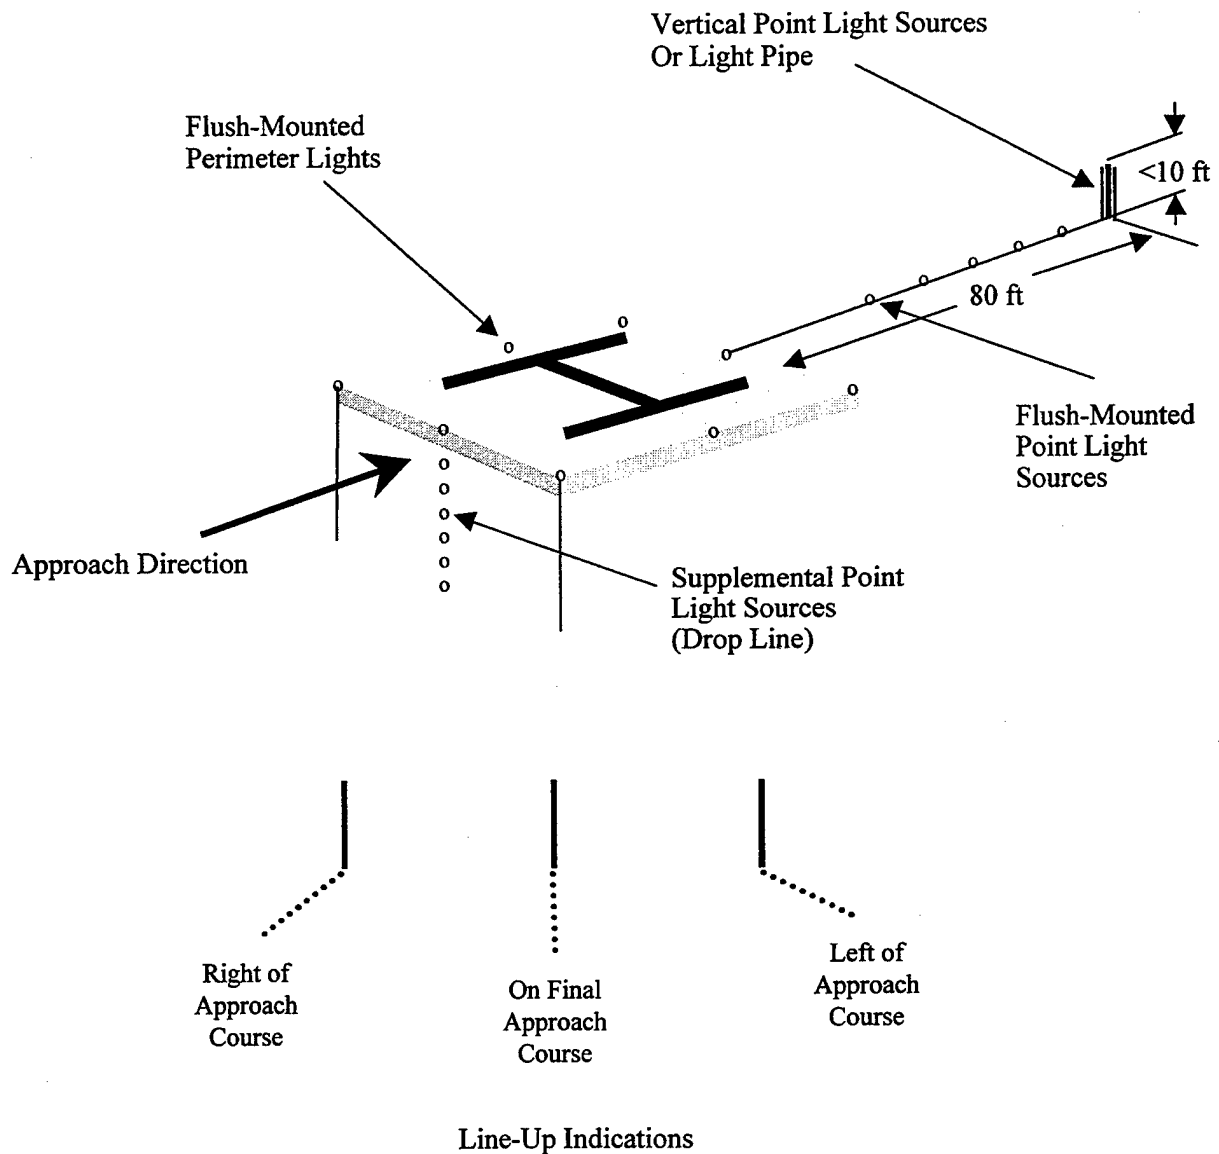 Vertical Point Light Sources
Or Light Pipe
Flush-Mounted
Perimeter Lights
<10 ft
80 ft
Flush-Mounted
Point Light
Sources
Approach Direction
Supplemental Point
Light Sources
(Drop Line)
Right of
Approach
Course
On Final
Approach
Course
Left of
Approach
Course
Line-Up Indications